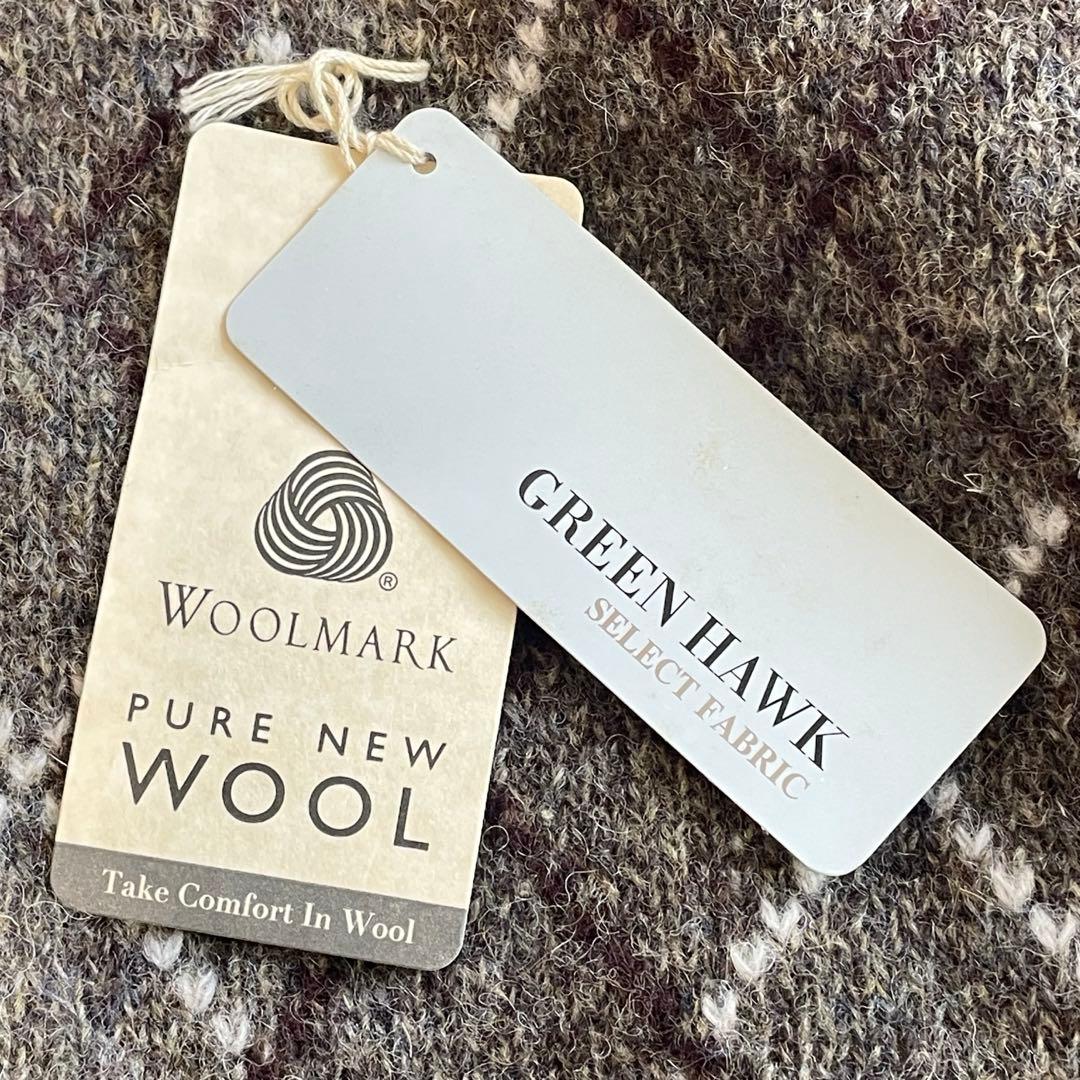 ®
WOOLMARK
PURE NEW
WOOL
Take Comfort In Wool
GREEN HAWK
SELECT FABRIC